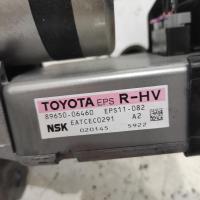 TOYOTA EPS R-HV
89650-06460 EPS11-082
NSK EATCEC0291 A2
020145 5922